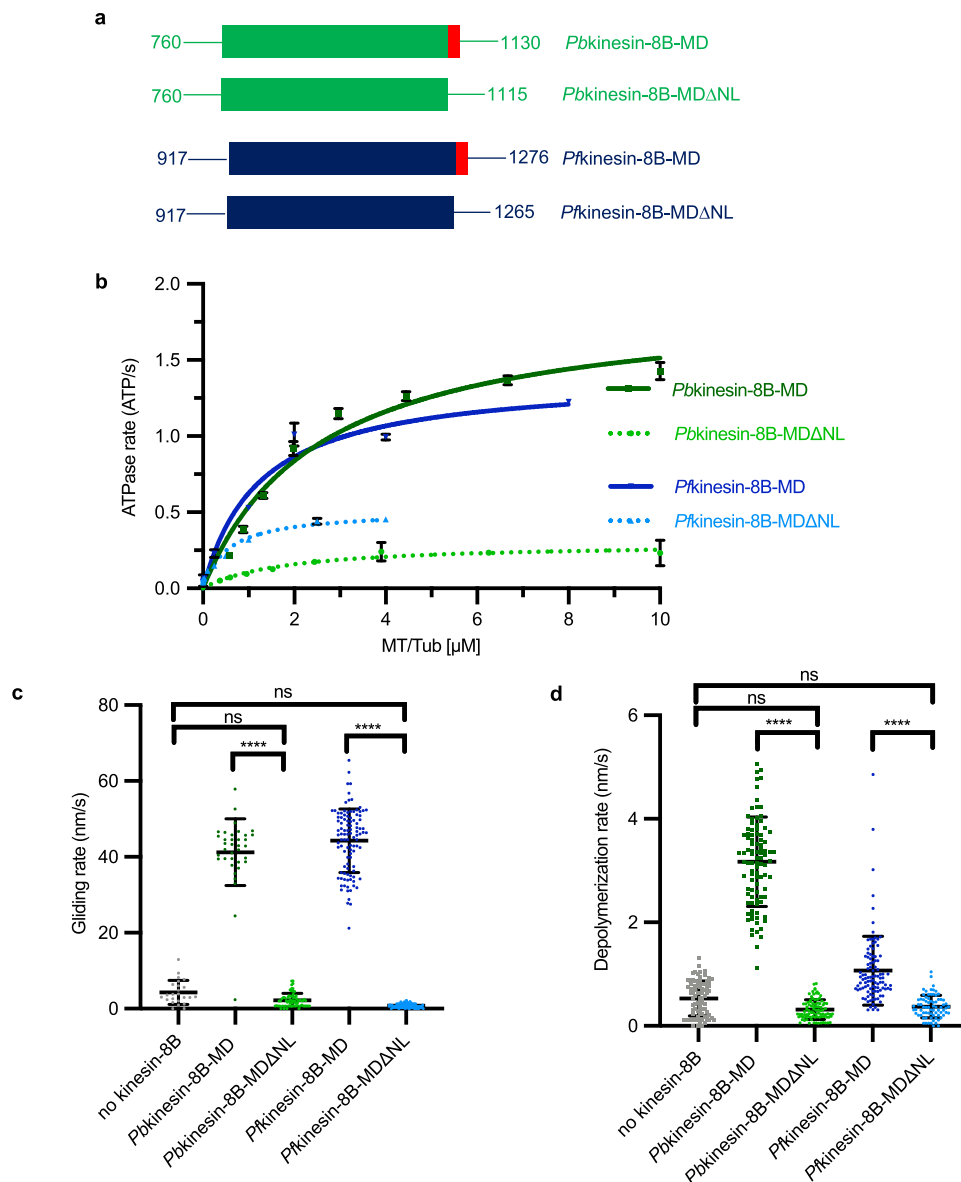 a
760 1130 Pbkinesin-8B-MD
760 1115 Pbkinesin-8B-MDΔNL
917 1276 Pfkinesin-8B-MD
917 1265 Pfkinesin-8B-MDΔNL
b
ATPase rate (ATP/s)
2.0
1.5
1.0
0.5
0.0
0 2 4 6 8 10
MT/Tub [µM]
Pbkinesin-8B-MD
Pbkinesin-8B-MDΔNL
Pfkinesin-8B-MD
Pfkinesin-8B-MDΔNL
c
Gliding rate (nm/s)
80
60
40
20
0
ns
ns
****
****
no kinesin-8B
Pbkinesin-8B-MD
Pbkinesin-8B-MDΔNL
Pfkinesin-8B-MD
Pfkinesin-8B-MDΔNL
d
Depolymerization rate (nm/s)
6
4
2
0
ns
ns
****
****
no kinesin-8B
Pbkinesin-8B-MD
Pbkinesin-8B-MDΔNL
Pfkinesin-8B-MD
Pfkinesin-8B-MDΔNL